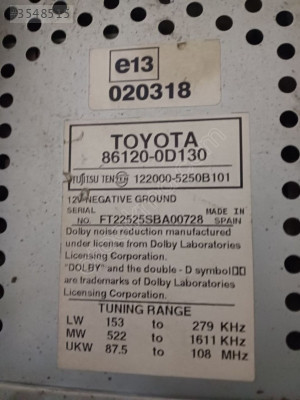 3548515
e13
020318
TOYOTA
86120-0D130
FUJITSU TEN TEN 122000-5250B101
12V NEGATIVE GROUND
SERIAL MADE IN
NO. FT22525SBA00728 SPAIN
Dolby noise reduction manufactured
under license from Dolby Laboratories
Licensing Corporation.
"DOLBY" and the double - D symbol
are trademarks of Dolby Laboratories
Licensing Corporation.
TUNING RANGE
LW 153 to 279 KHz
MW 522 to 1611 KHz
UKW 87.5 to 108 MHz